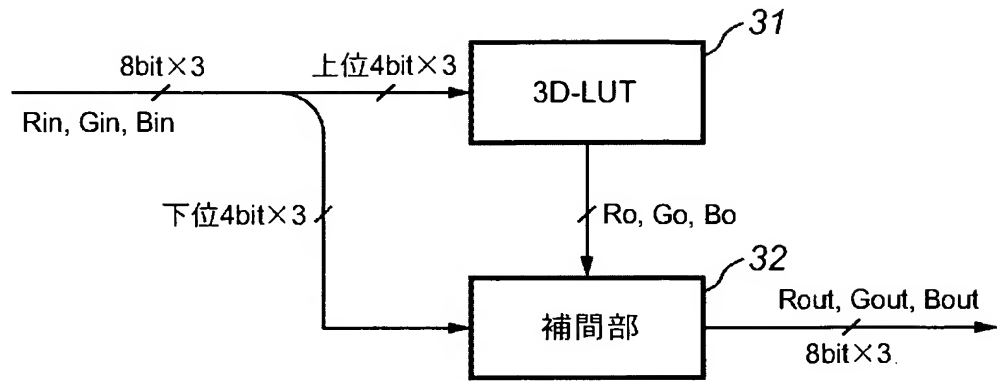 31
8bit×3
上位4bit×3
3D-LUT
Rin, Gin, Bin
下位4bit×3
Ro, Go, Bo
32
補間部
Rout, Gout, Bout
8bit×3